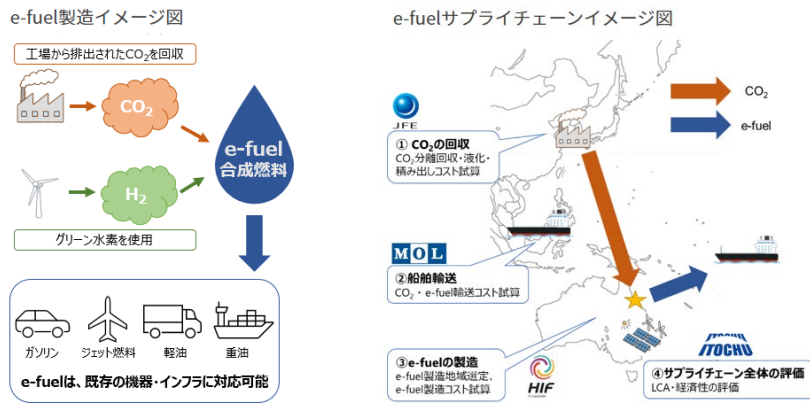 e-fuel製造イメージ図
工場から排出されたCO2を回収
CO2
e-fuel
合成燃料
H2
グリーン水素を使用
ガソリン
ジェット燃料
軽油
重油
e-fuelは、既存の機器・インフラに対応可能
e-fuelサプライチェーンイメージ図
CO2
e-fuel
JFE
① CO2の回収
CO2分離回収・液化・
積み出しコスト試算
MOL
②船舶輸送
CO2・e-fuel輸送コスト試算
③e-fuelの製造
e-fuel製造地域選定、
e-fuel製造コスト試算
HIF
ITOCHU
④サプライチェーン全体の評価
LCA・経済性の評価